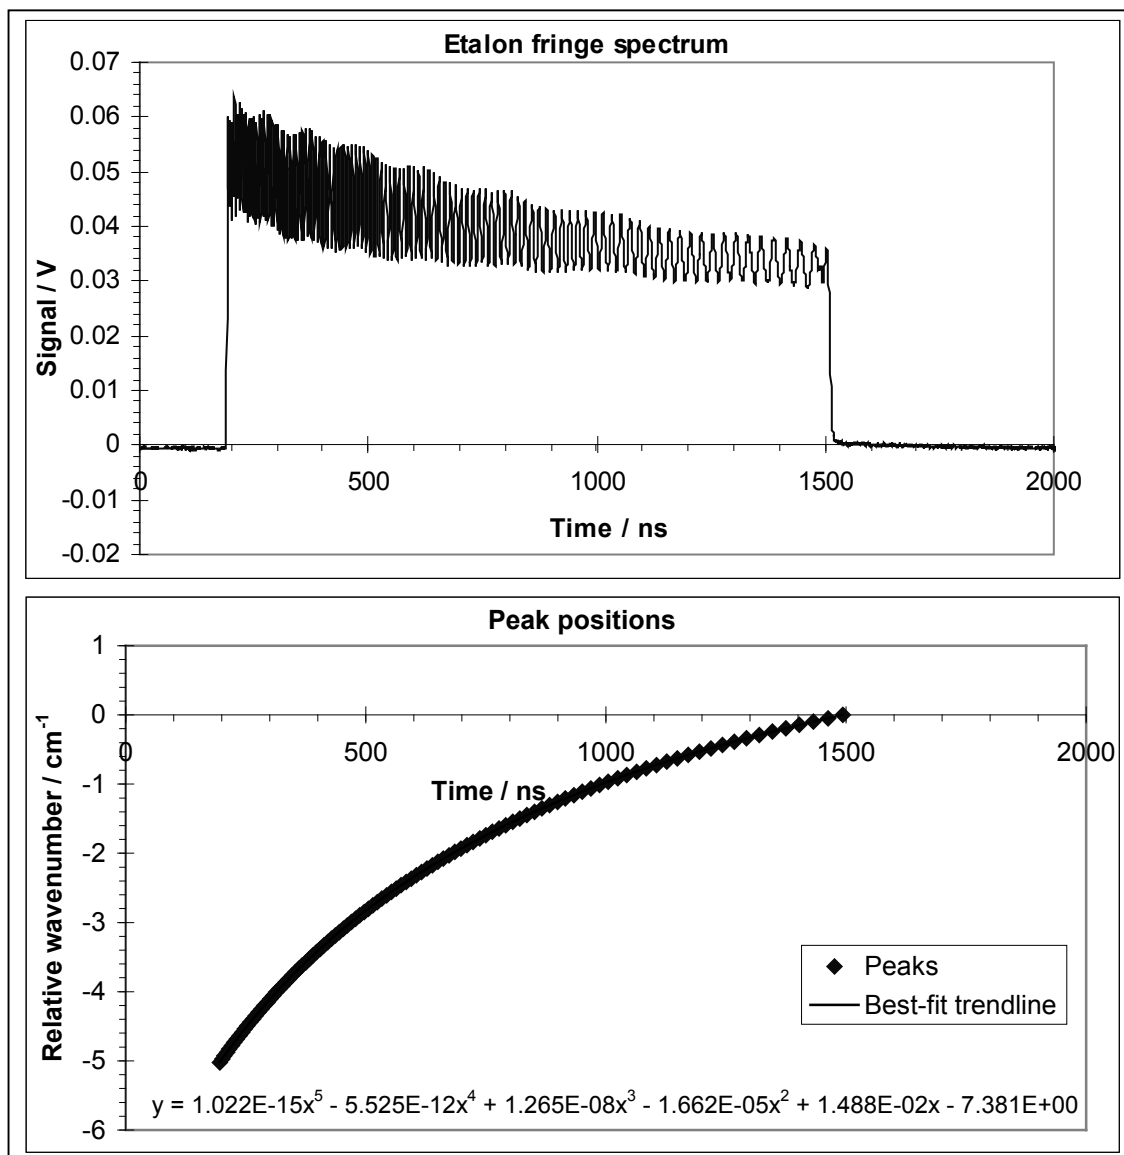 Etalon fringe spectrum
0.07
0.06
0.05
0.04
0.03
0.02
0.01
0
-0.01
-0.02
Signal / V
0 500 1000 1500 2000
Time / ns
Peak positions
1
0
-1
-2
-3
-4
-5
-6
Relative wavenumber / cm⁻¹
0 500 1000 1500 2000
Time / ns
Peaks
Best-fit trendline
y = 1.022E-15x⁵ - 5.525E-12x⁴ + 1.265E-08x³ - 1.662E-05x² + 1.488E-02x - 7.381E+00